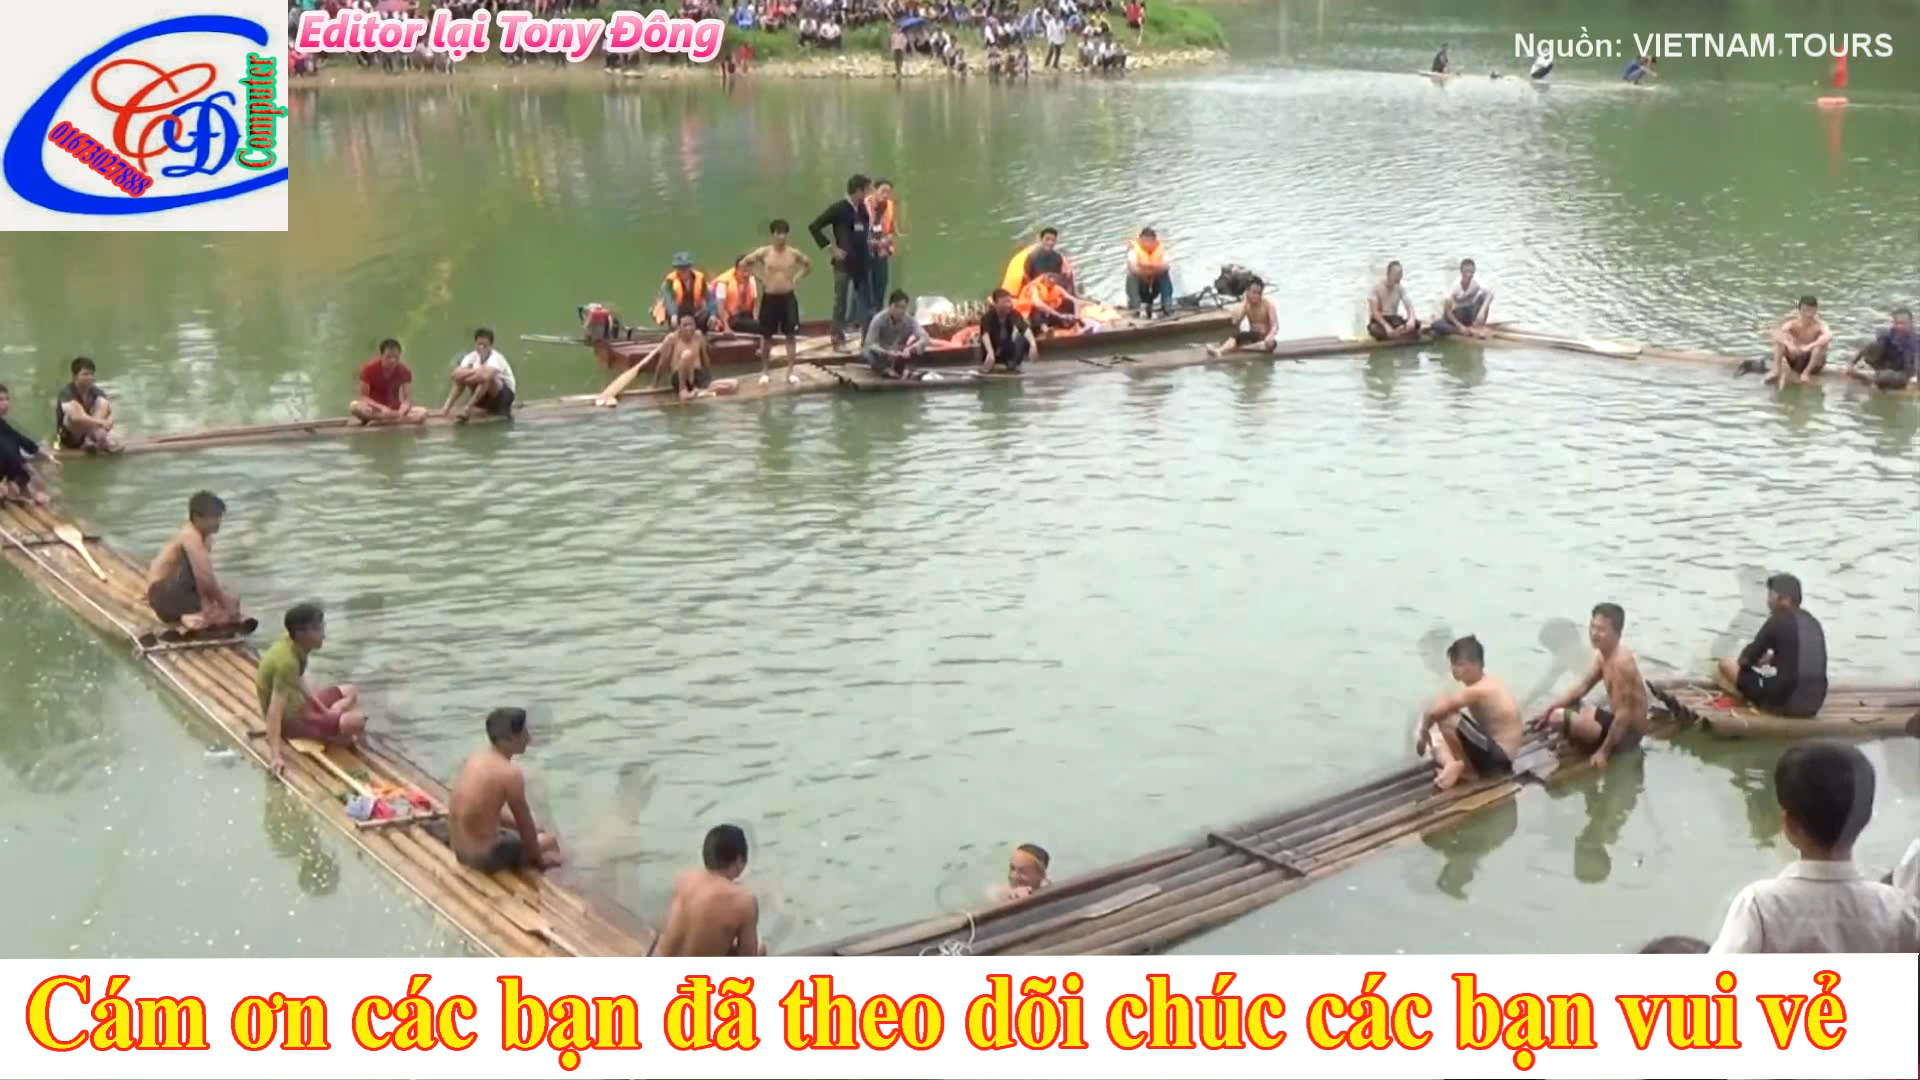 Editor lại Tony Đông
Nguồn: VIETNAM TOURS
CĐ
Computer
01673027888
Cám ơn các bạn đã theo dõi chúc các bạn vui vẻ